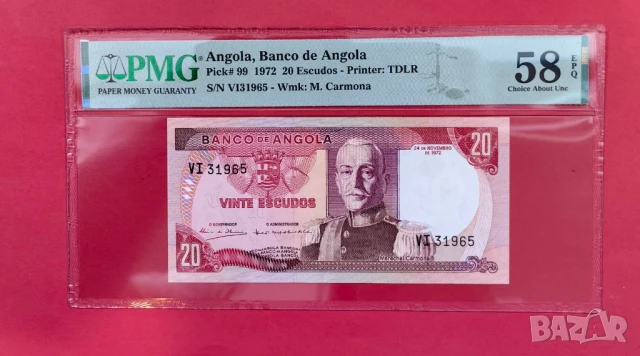 PMG
PAPER MONEY GUARANTY
Angola, Banco de Angola
Pick# 99 1972 20 Escudos - Printer: TDLR
S/N VI31965 - Wmk: M. Carmona
58 EPQ
Choice About Unc
BANCO DE ANGOLA
20
24 DE NOVEMBRO
DE 1972
VI 31965
VINTE ESCUDOS
O GOVERNADOR
O ADMINISTRADOR
VI 31965
20
Marechal Carmona
BAZAR
.bg